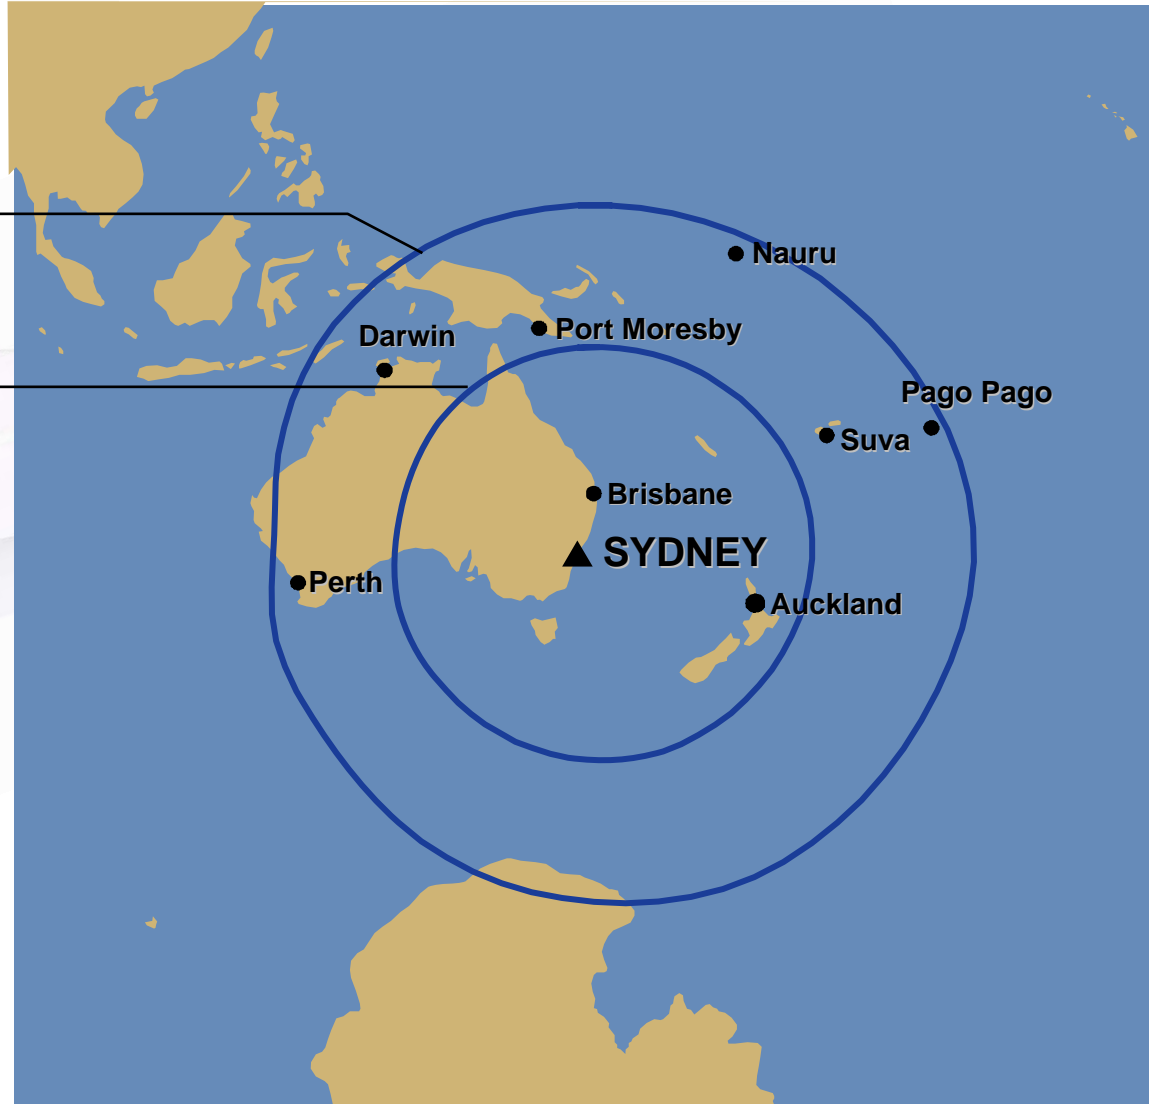 Nauru
Port Moresby
Darwin
Pago Pago
Suva
Brisbane
SYDNEY
Perth
Auckland